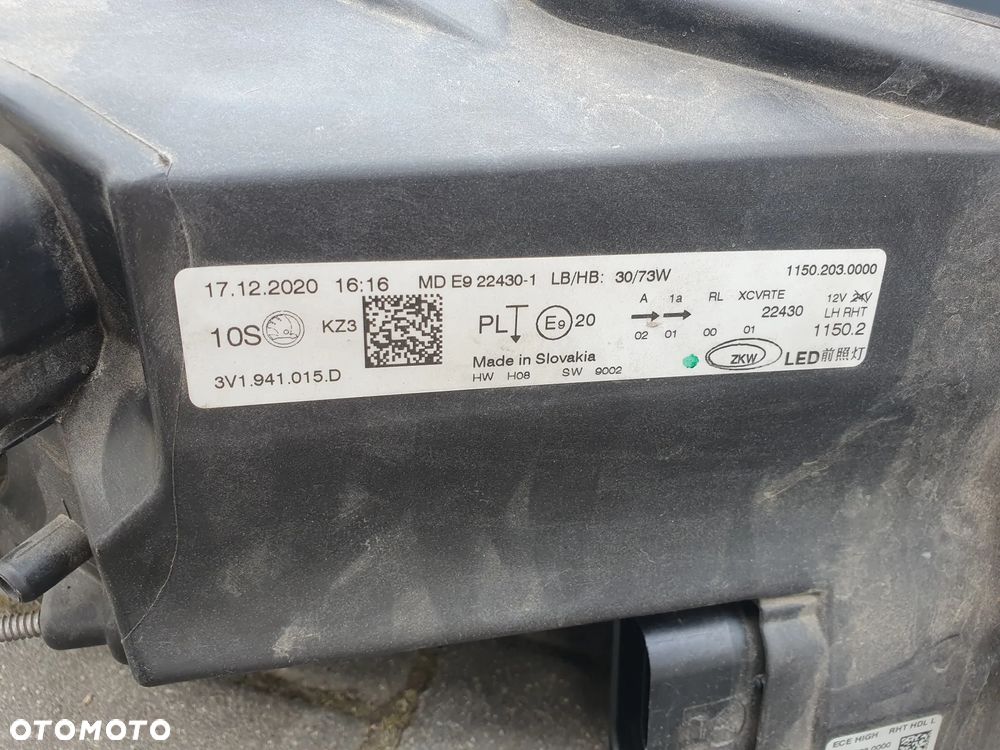 17.12.2020 16:16 MD E9 22430-1 LB/HB: 30/73W 1150.203.0000
10S KZ3 PL E9 20 A 1a RL XCVRTE 12V 24V
22430 LH RHT
02 01 00 01 1150.2
Made in Slovakia ZKW LED前照灯
3V1.941.015.D HW H08 SW 9002
ECE HIGH RHT HDL L
OTOMOTO